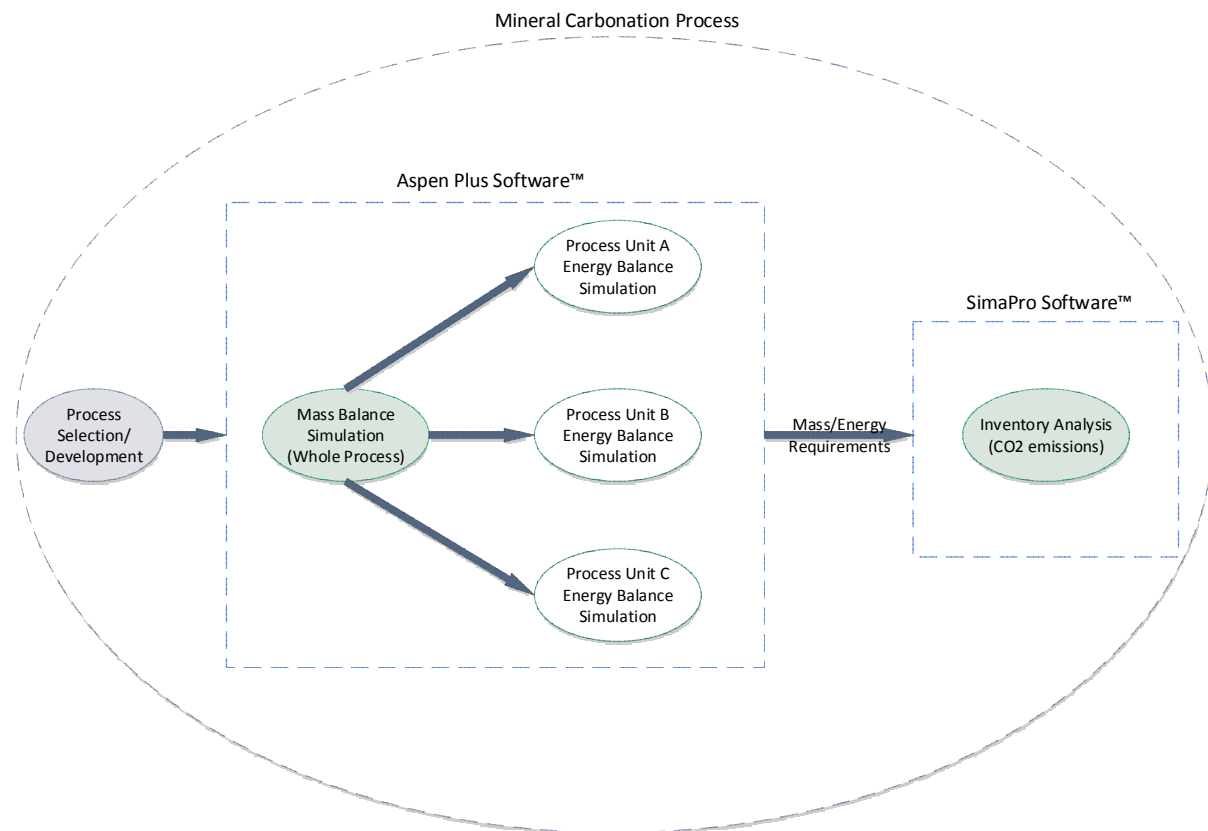 Mineral Carbonation Process
Aspen Plus Software™
Process Unit A
Energy Balance
Simulation
SimaPro Software™
Process
Selection/
Development
Mass Balance
Simulation
(Whole Process)
Process Unit B
Energy Balance
Simulation
Mass/Energy
Requirements
Inventory Analysis
(CO2 emissions)
Process Unit C
Energy Balance
Simulation